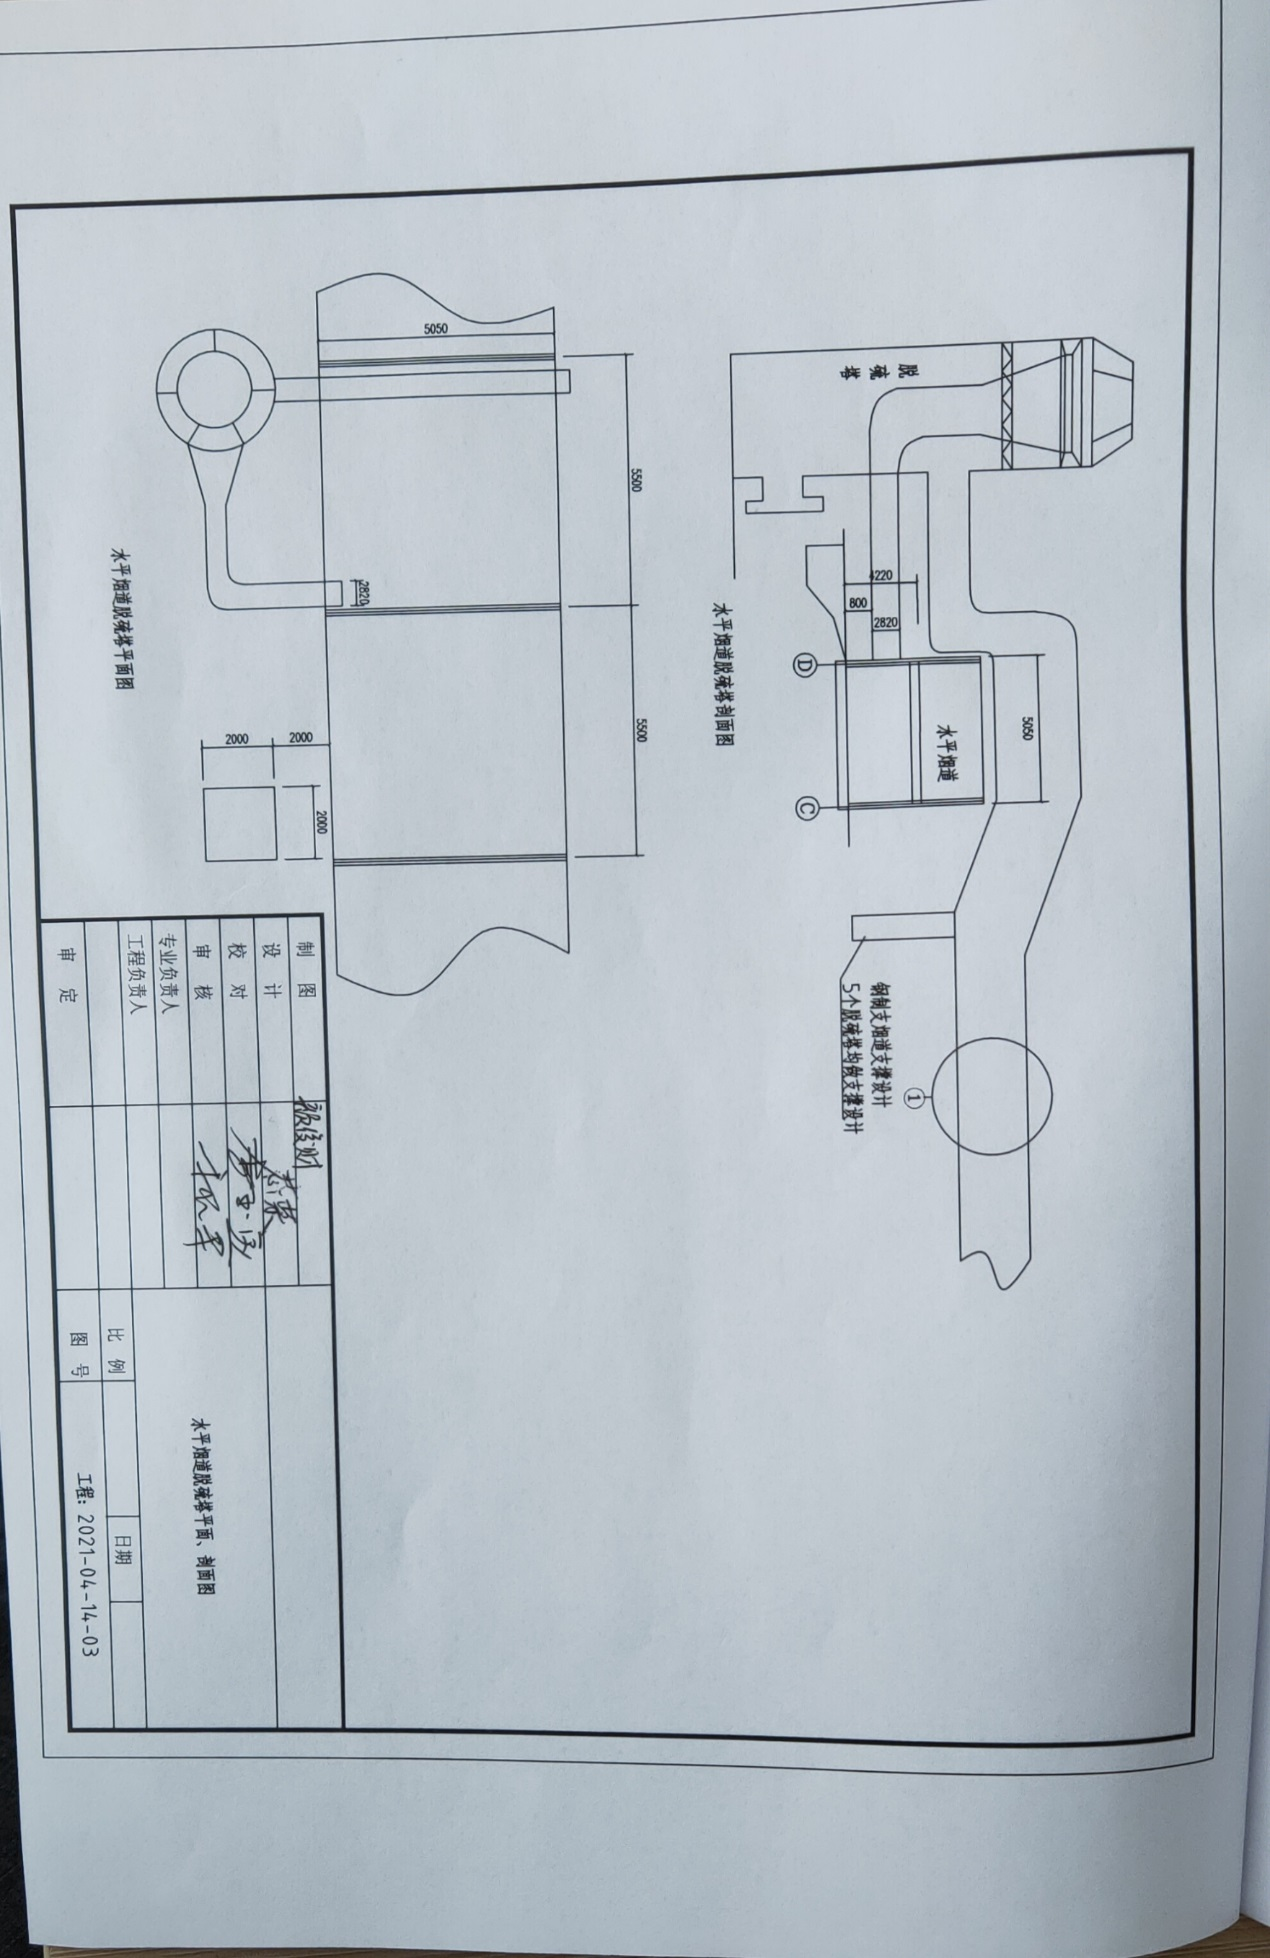 脱
硫
塔
4220
800
2820
5050
水平烟道
D
C
钢制支烟道支撑设计
5个脱硫塔均做支撑设计
1
水平烟道脱硫塔剖面图
5500
5500
5050
2820
2000
2000
2000
水平烟道脱硫塔平面图
制 图
设 计
校 对
审 核
专业负责人
工程负责人
审 定
水平烟道脱硫塔平面、剖面图
比 例
日期
图 号
工程: 2021-04-14-03